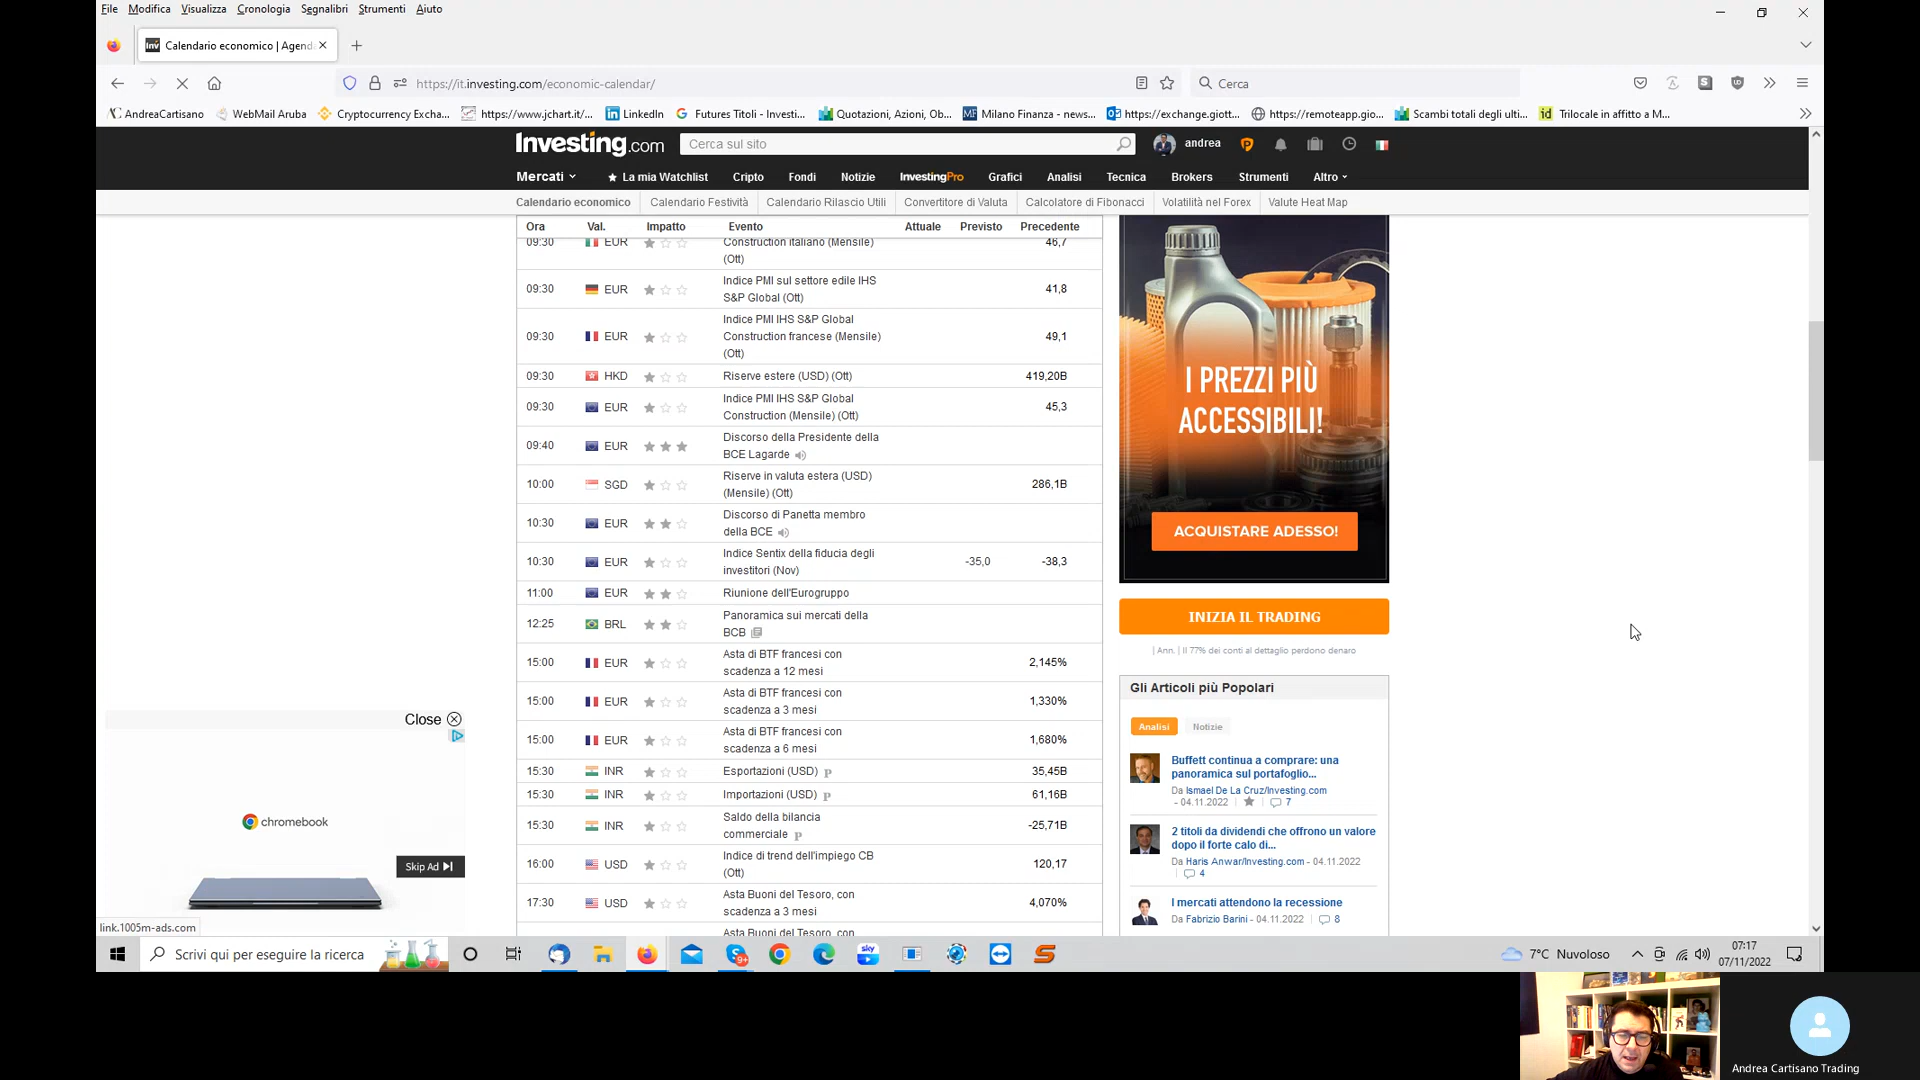 File Modifica Visualizza Cronologia Segnalibri Strumenti Aiuto
Calendario economico | Agend
https://it.investing.com/economic-calendar/
Cerca
AndreaCartisano WebMail Aruba Cryptocurrency Excha... https://www.jchart.it/... LinkedIn Futures Titoli - Investi... Quotazioni, Azioni, Ob... Milano Finanza - news... https://exchange.giott... https://remoteapp.gio... Scambi totali degli ulti... Trilocale in affitto a M...
Investing.com
Cerca sul sito
andrea
Mercati La mia Watchlist Cripto Fondi Notizie InvestingPro Grafici Analisi Tecnica Brokers Strumenti Altro
Calendario economico Calendario Festività Calendario Rilascio Utili Convertitore di Valuta Calcolatore di Fibonacci Volatilità nel Forex Valute Heat Map
Ora Val. Impatto Evento Attuale Previsto Precedente
09:30 EUR Construction italiano (Mensile) 46,7
(Ott)
09:30 EUR Indice PMI sul settore edile IHS 41,8
S&P Global (Ott)
09:30 EUR Indice PMI IHS S&P Global
Construction francese (Mensile) 49,1
(Ott)
09:30 HKD Riserve estere (USD) (Ott) 419,20B
09:30 EUR Indice PMI IHS S&P Global 45,3
Construction (Mensile) (Ott)
09:40 EUR Discorso della Presidente della
BCE Lagarde
10:00 SGD Riserve in valuta estera (USD) 286,1B
(Mensile) (Ott)
10:30 EUR Discorso di Panetta membro
della BCE
10:30 EUR Indice Sentix della fiducia degli -35,0 -38,3
investitori (Nov)
11:00 EUR Riunione dell'Eurogruppo
12:25 BRL Panoramica sui mercati della
BCB
15:00 EUR Asta di BTF francesi con 2,145%
scadenza a 12 mesi
15:00 EUR Asta di BTF francesi con 1,330%
scadenza a 3 mesi
15:00 EUR Asta di BTF francesi con 1,680%
scadenza a 6 mesi
15:30 INR Esportazioni (USD) P 35,45B
15:30 INR Importazioni (USD) P 61,16B
15:30 INR Saldo della bilancia -25,71B
commerciale P
16:00 USD Indice di trend dell'impiego CB 120,17
(Ott)
17:30 USD Asta Buoni del Tesoro, con 4,070%
scadenza a 3 mesi
Asta Buoni del Tesoro, con
I PREZZI PIÙ
ACCESSIBILI!
ACQUISTARE ADESSO!
INIZIA IL TRADING
| Ann. | Il 77% dei conti al dettaglio perdono denaro
Gli Articoli più Popolari
Analisi Notizie
Buffett continua a comprare: una
panoramica sul portafoglio...
Da Ismael De La Cruz/Investing.com
- 04.11.2022 | 7
2 titoli da dividendi che offrono un valore
dopo il forte calo di...
Da Haris Anwar/Investing.com - 04.11.2022
4
I mercati attendono la recessione
Da Fabrizio Barini - 04.11.2022 | 8
Close
chromebook
Skip Ad
link.1005m-ads.com
Scrivi qui per eseguire la ricerca
sky
9+
7°C Nuvoloso
07:17
07/11/2022
Andrea Cartisano Trading